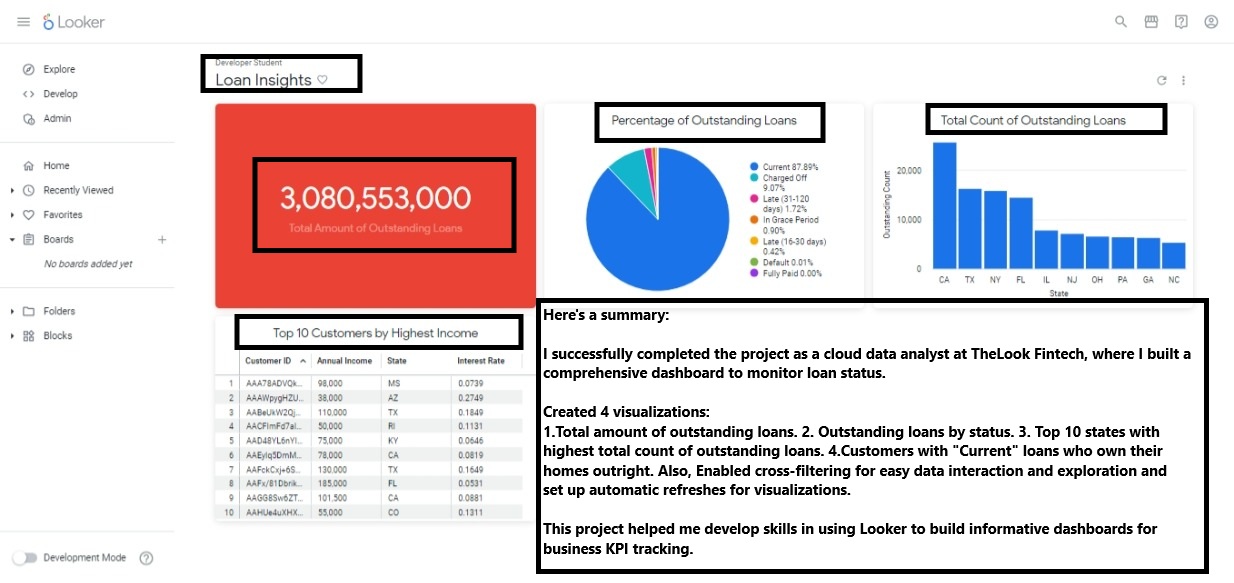 Looker
Explore
Develop
Admin
Home
Recently Viewed
Favorites
Boards
No boards added yet
Folders
Blocks
Development Mode
Developer Student
Loan Insights
3,080,553,000
Total Amount of Outstanding Loans
Percentage of Outstanding Loans
Current 87.89%
Charged Off
9.07%
Late (31-120
days) 1.72%
In Grace Period
0.90%
Late (16-30 days)
0.42%
Default 0.01%
Fully Paid 0.00%
Total Count of Outstanding Loans
Outstanding Count
20,000
10,000
0
CA TX NY FL IL NJ OH PA GA NC
State
Top 10 Customers by Highest Income
Customer ID Annual Income State Interest Rate
1 AAA78ADVQk... 98,000 MS 0.0739
2 AAAWpygHZU... 38,000 AZ 0.2749
3 AABeUkW2Qj... 110,000 TX 0.1849
4 50,000 RI 0.1131
5 75,000 KY 0.0646
6 78,000 CA 0.0819
7 AAFckCxj+6S... 130,000 TX 0.1649
8 AAFx/81Dbrik... 185,000 FL 0.0531
9 AAGG8Sw6ZT... 101,500 CA 0.0881
10 AAHUe4uXHX... 55,000 CO 0.1311
Here's a summary:
I successfully completed the project as a cloud data analyst at TheLook Fintech, where I built a
comprehensive dashboard to monitor loan status.
Created 4 visualizations:
1.Total amount of outstanding loans. 2. Outstanding loans by status. 3. Top 10 states with
highest total count of outstanding loans. 4.Customers with "Current" loans who own their
homes outright. Also, Enabled cross-filtering for easy data interaction and exploration and
set up automatic refreshes for visualizations.
This project helped me develop skills in using Looker to build informative dashboards for
business KPI tracking.